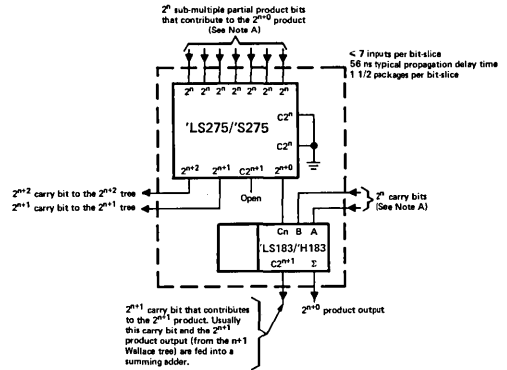 2ⁿ sub-multiple partial product bits
that contribute to the 2ⁿ⁺⁰ product
(See Note A)
< 7 inputs per bit-slice
56 ns typical propagation delay time
1 1/2 packages per bit-slice
2ⁿ 2ⁿ 2ⁿ 2ⁿ 2ⁿ 2ⁿ 2ⁿ
'LS275/'S275
C2ⁿ
C2ⁿ
2ⁿ⁺² 2ⁿ⁺¹ C2ⁿ⁺¹ 2ⁿ⁺⁰
2ⁿ⁺² carry bit to the 2ⁿ⁺² tree
2ⁿ⁺¹ carry bit to the 2ⁿ⁺¹ tree
Open
2ⁿ carry bits
(See Note A)
Cn B A
'LS183/'H183
C2ⁿ⁺¹ Σ
2ⁿ⁺¹ carry bit that contributes
to the 2ⁿ⁺¹ product. Usually
this carry bit and the 2ⁿ⁺¹
product output (from the n+1
Wallace tree) are fed into a
summing adder.
2ⁿ⁺⁰ product output